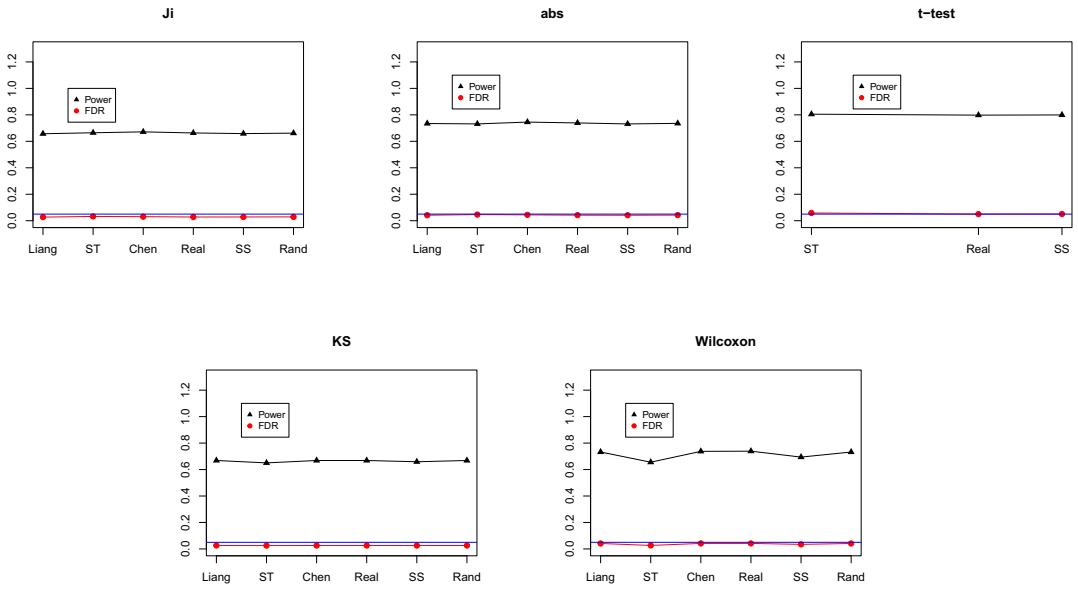 Ji
1.2
1.0
0.8
0.6
0.4
0.2
0.0
Power
FDR
Liang ST Chen Real SS Rand
abs
1.2
1.0
0.8
0.6
0.4
0.2
0.0
Power
FDR
Liang ST Chen Real SS Rand
t−test
1.2
1.0
0.8
0.6
0.4
0.2
0.0
Power
FDR
ST Real SS
KS
1.2
1.0
0.8
0.6
0.4
0.2
0.0
Power
FDR
Liang ST Chen Real SS Rand
Wilcoxon
1.2
1.0
0.8
0.6
0.4
0.2
0.0
Power
FDR
Liang ST Chen Real SS Rand